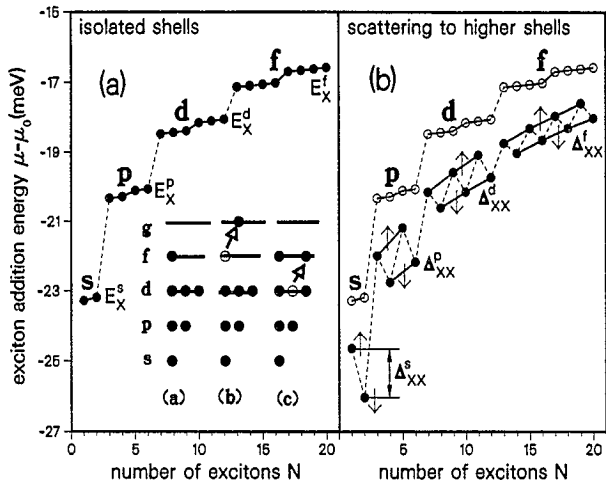 isolated shells
scattering to higher shells
exciton addition energy μ-μ₀(meV)
-15
-17
-19
-21
-23
-25
-27
(a)
s
p
d
f
E_X^s
E_X^p
E_X^d
E_X^f
g
f
d
p
s
(a) (b) (c)
0 5 10 15 20
number of excitons N
(b)
s
p
d
f
Δ_XX^s
Δ_XX^p
Δ_XX^d
Δ_XX^f
5 10 15 20
number of excitons N